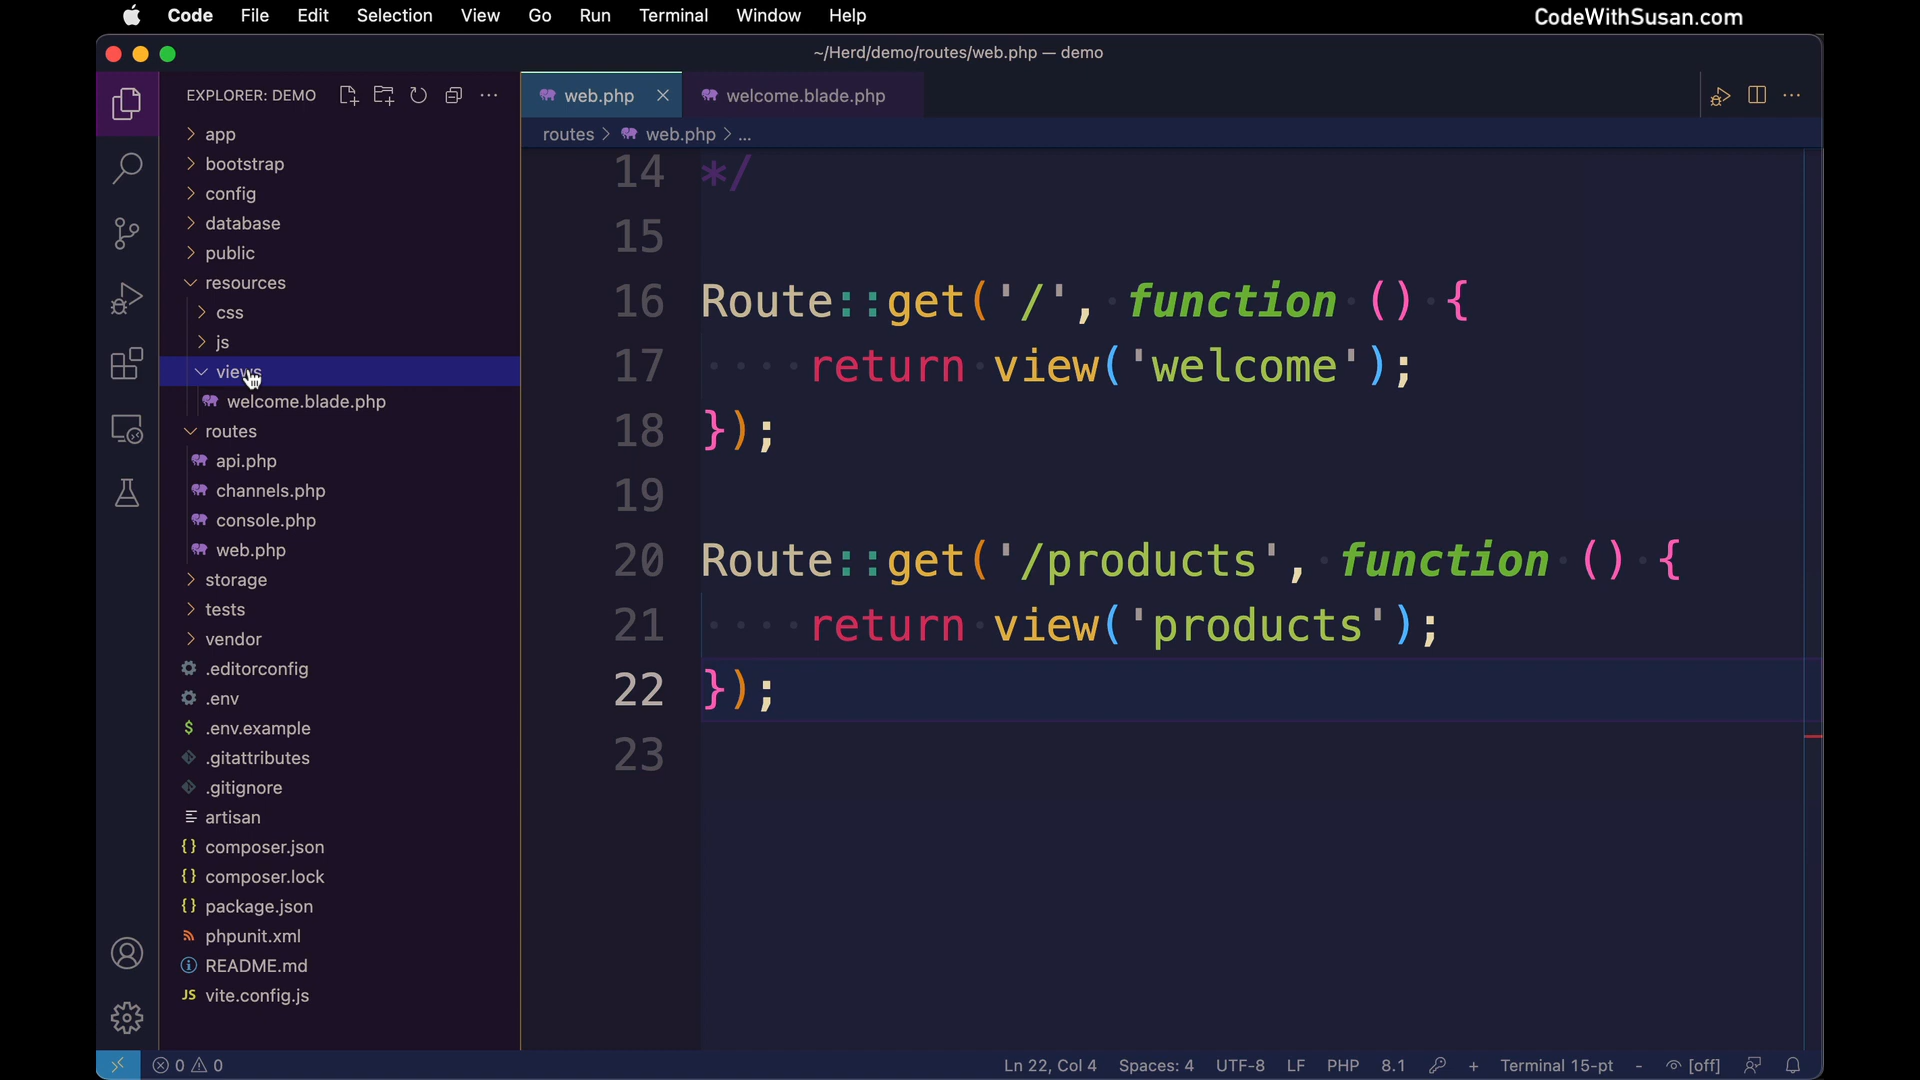 Code File Edit Selection View Go Run Terminal Window Help
CodeWithSusan.com
~/Herd/demo/routes/web.php — demo
EXPLORER: DEMO
app
bootstrap
config
database
public
resources
css
js
views
welcome.blade.php
routes
api.php
channels.php
console.php
web.php
storage
tests
vendor
.editorconfig
.env
$ .env.example
.gitattributes
.gitignore
artisan
{} composer.json
{} composer.lock
{} package.json
phpunit.xml
README.md
JS vite.config.js
web.php welcome.blade.php
routes > web.php > ...
14 */
15
16 Route::get('/', function () {
17 return view('welcome');
18 });
19
20 Route::get('/products', function () {
21 return view('products');
22 });
23
0 0 Ln 22, Col 4 Spaces: 4 UTF-8 LF PHP 8.1 + Terminal 15-pt - [off]